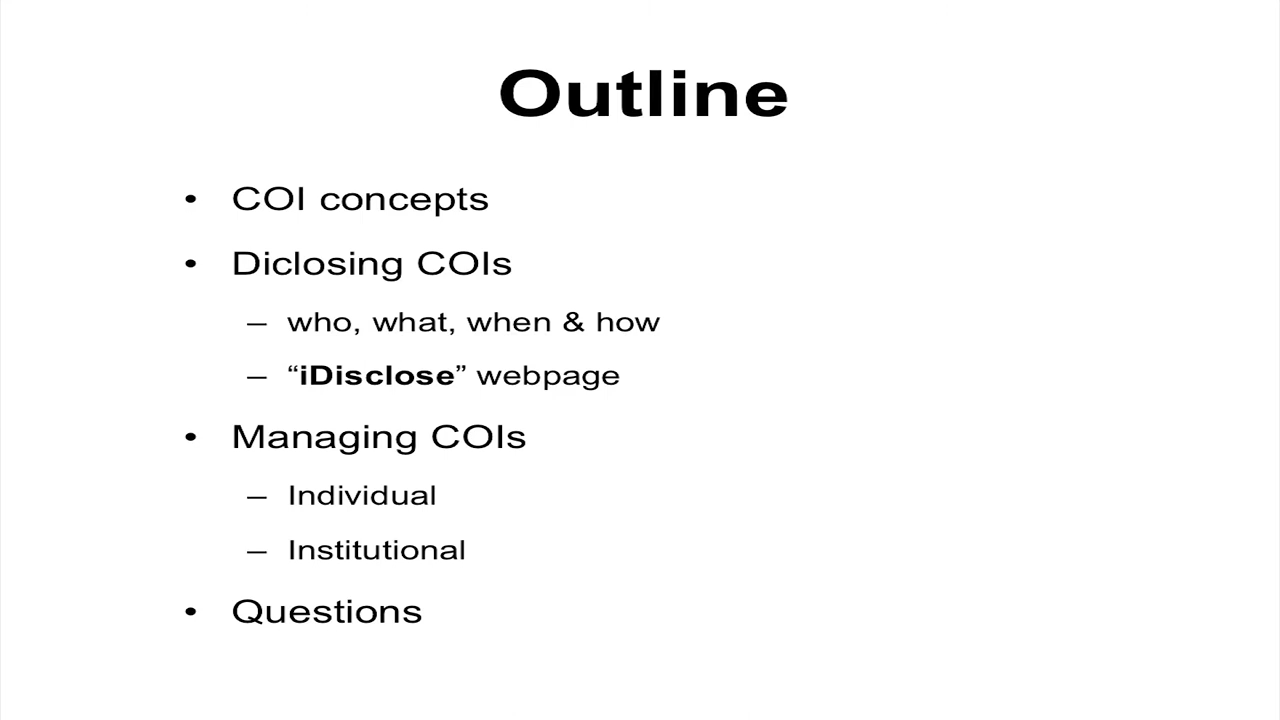 Outline
• COI concepts
• Diclosing COIs
– who, what, when & how
– “iDisclose” webpage
• Managing COIs
– Individual
– Institutional
• Questions